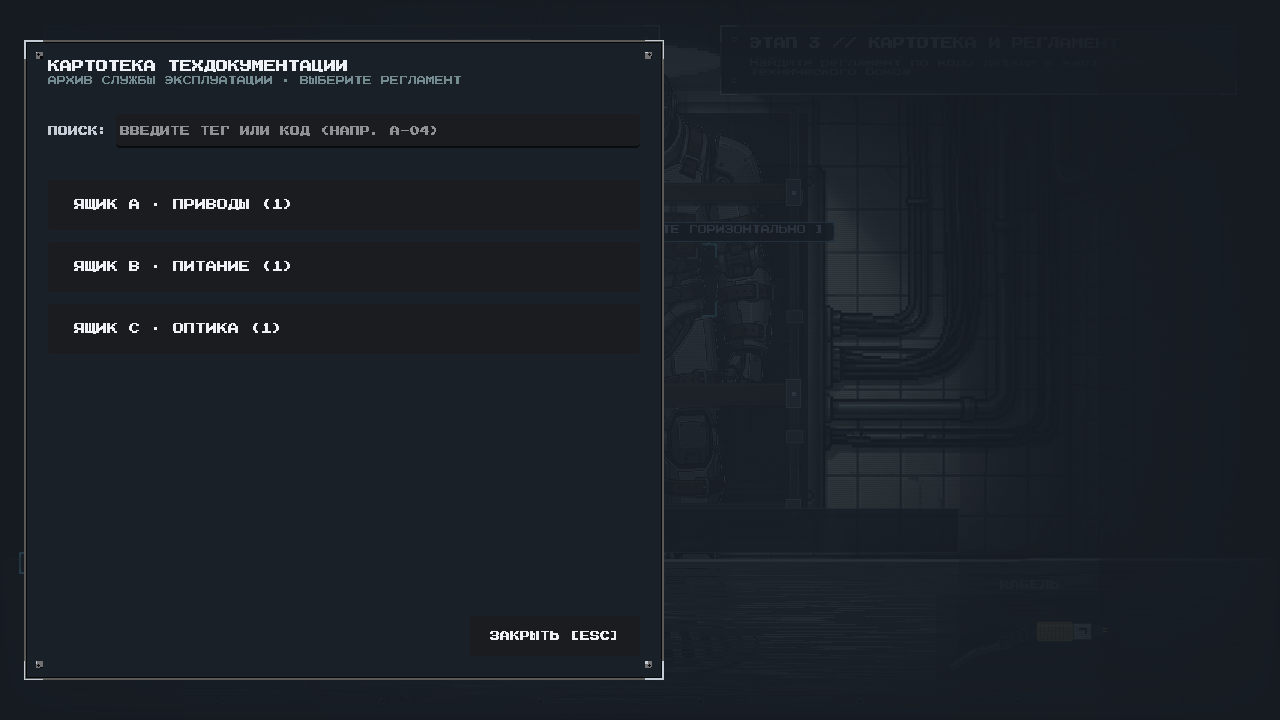 КАРТОТЕКА ТЕХДОКУМЕНТАЦИИ
АРХИВ СЛУЖБЫ ЭКСПЛУАТАЦИИ · ВЫБЕРИТЕ РЕГЛАМЕНТ
ПОИСК: ВВЕДИТЕ ТЕГ ИЛИ КОД (НАПР. А-04)
ЯЩИК А · ПРИВОДЫ (1)
ЯЩИК В · ПИТАНИЕ (1)
ЯЩИК С · ОПТИКА (1)
ЗАКРЫТЬ [ESC]
ЭТАП 3 // КАРТОТЕКА И РЕГЛАМЕНТ
ТЕ ГОРИЗОНТАЛЬНО ]
КАБЕЛЬ